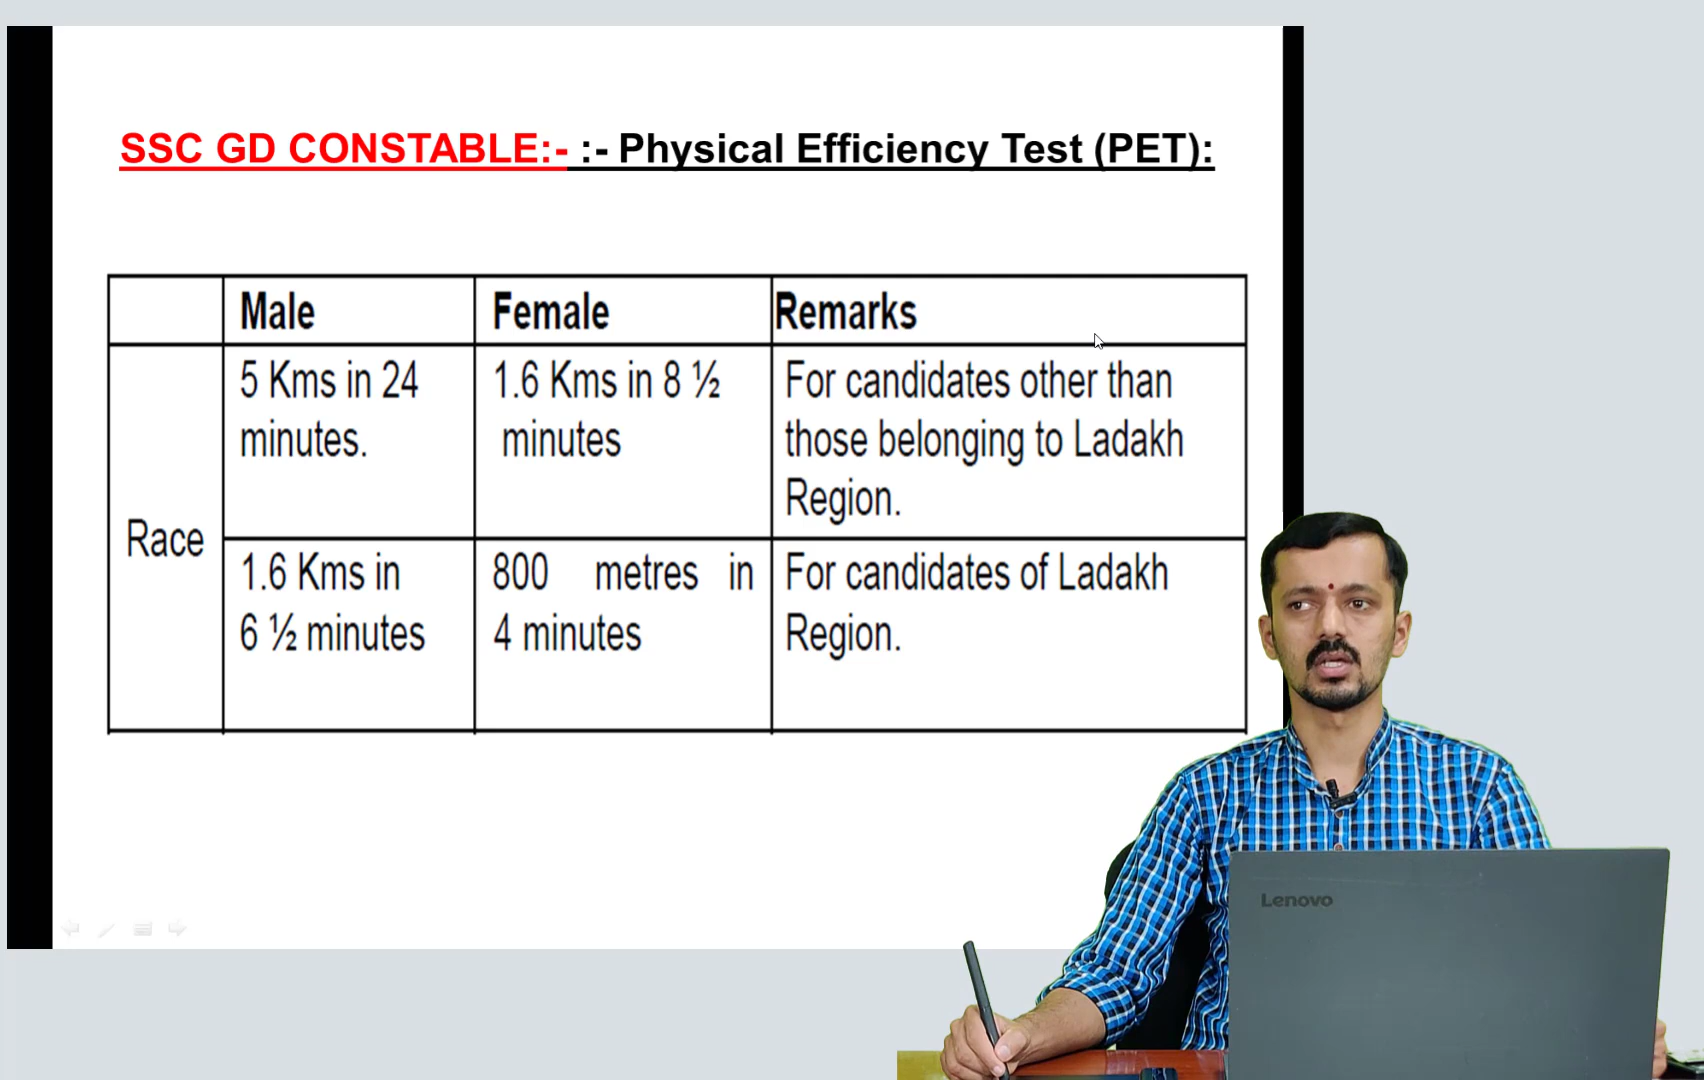 SSC GD CONSTABLE:- :- Physical Efficiency Test (PET):
Male Female Remarks
Race
5 Kms in 24
minutes.
1.6 Kms in 8 ½
minutes
For candidates other than
those belonging to Ladakh
Region.
1.6 Kms in
6 ½ minutes
800 metres in
4 minutes
For candidates of Ladakh
Region.
Lenovo